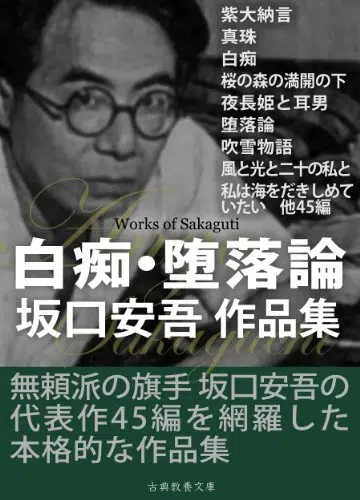 紫大納言
真珠
白痴
桜の森の満開の下
夜長姫と耳男
堕落論
吹雪物語
風と光と二十の私と
私は海をだきしめて
いたい 他45編
Works of Sakaguti
白痴・堕落論
坂口安吾 作品集
Sakaguchi
無頼派の旗手 坂口安吾の
代表作45編を網羅した
本格的な作品集
古典教養文庫